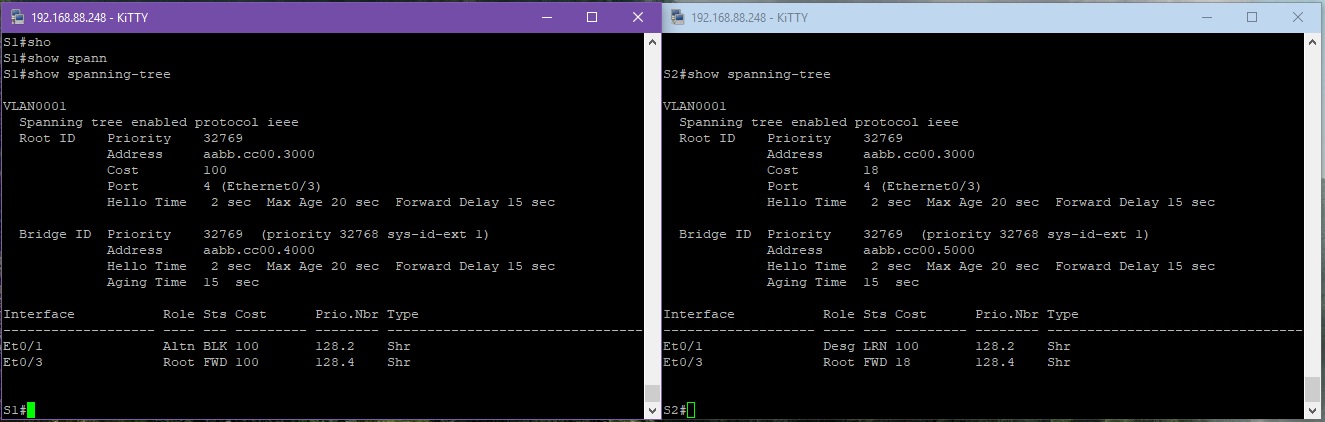 192.168.88.248 - KiTTY
S1#sho
S1#show spann
S1#show spanning-tree
VLAN0001
  Spanning tree enabled protocol ieee
  Root ID    Priority    32769
             Address     aabb.cc00.3000
             Cost        100
             Port        4 (Ethernet0/3)
             Hello Time   2 sec  Max Age 20 sec  Forward Delay 15 sec
  Bridge ID  Priority    32769  (priority 32768 sys-id-ext 1)
             Address     aabb.cc00.4000
             Hello Time   2 sec  Max Age 20 sec  Forward Delay 15 sec
             Aging Time  15  sec
Interface           Role Sts Cost      Prio.Nbr Type
------------------- ---- --- --------- -------- --------------------------------
Et0/1               Altn BLK 100       128.2    Shr
Et0/3               Root FWD 100       128.4    Shr
S1#
192.168.88.248 - KiTTY
S2#show spanning-tree
VLAN0001
  Spanning tree enabled protocol ieee
  Root ID    Priority    32769
             Address     aabb.cc00.3000
             Cost        18
             Port        4 (Ethernet0/3)
             Hello Time   2 sec  Max Age 20 sec  Forward Delay 15 sec
  Bridge ID  Priority    32769  (priority 32768 sys-id-ext 1)
             Address     aabb.cc00.5000
             Hello Time   2 sec  Max Age 20 sec  Forward Delay 15 sec
             Aging Time  15  sec
Interface           Role Sts Cost      Prio.Nbr Type
------------------- ---- --- --------- -------- --------------------------------
Et0/1               Desg LRN 100       128.2    Shr
Et0/3               Root FWD 18        128.4    Shr
S2#